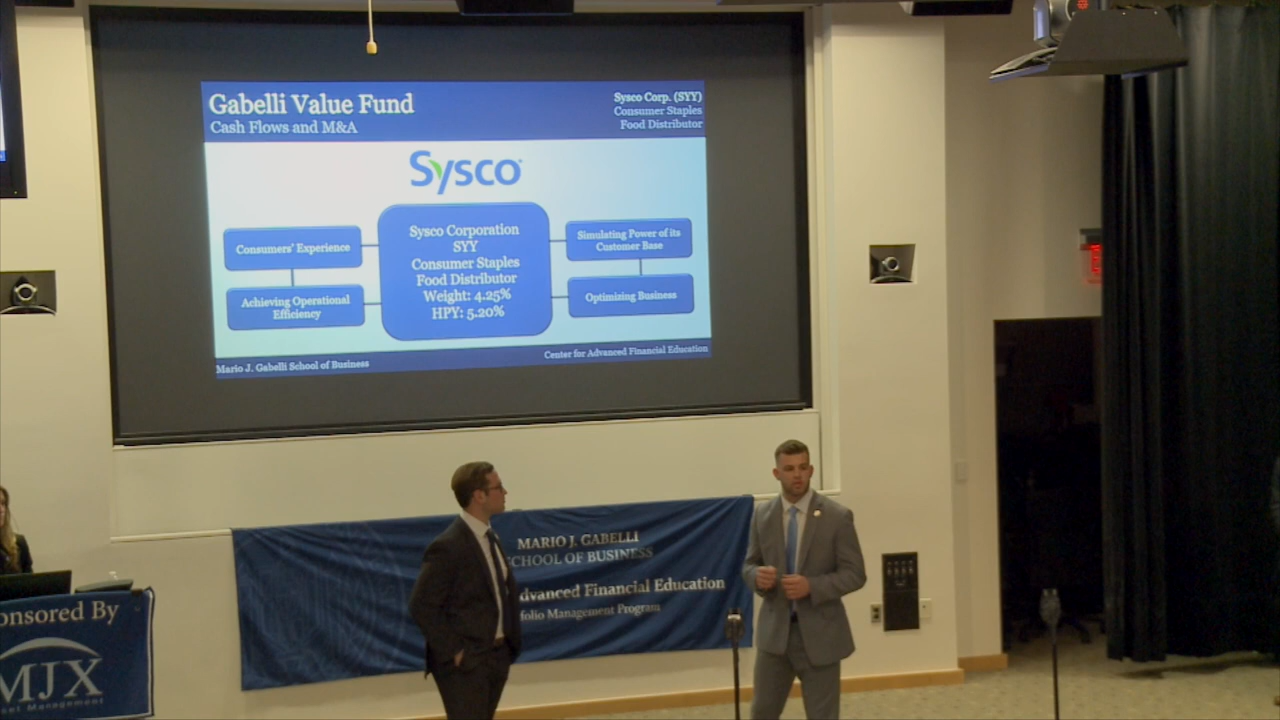 Gabelli Value Fund
Cash Flows and M&A
Sysco Corp. (SYY)
Consumer Staples
Food Distributor
Sysco
Consumers' Experience
Achieving Operational
Efficiency
Sysco Corporation
SYY
Consumer Staples
Food Distributor
Weight: 4.25%
HPY: 5.20%
Simulating Power of its
Customer Base
Optimizing Business
Mario J. Gabelli School of Business
Center for Advanced Financial Education
MARIO J. GABELLI
SCHOOL OF BUSINESS
dvanced Financial Education
folio Management Program
onsored By
MJX
set Management